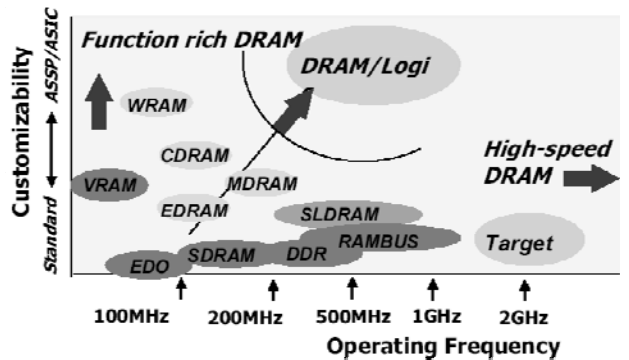 Function rich DRAM
DRAM/Logi
WRAM
CDRAM
High-speed
DRAM
VRAM
MDRAM
EDRAM
SLDRAM
RAMBUS
Target
SDRAM
DDR
EDO
Customizability
Standard
ASSP/ASIC
100MHz
200MHz
500MHz
1GHz
2GHz
Operating Frequency